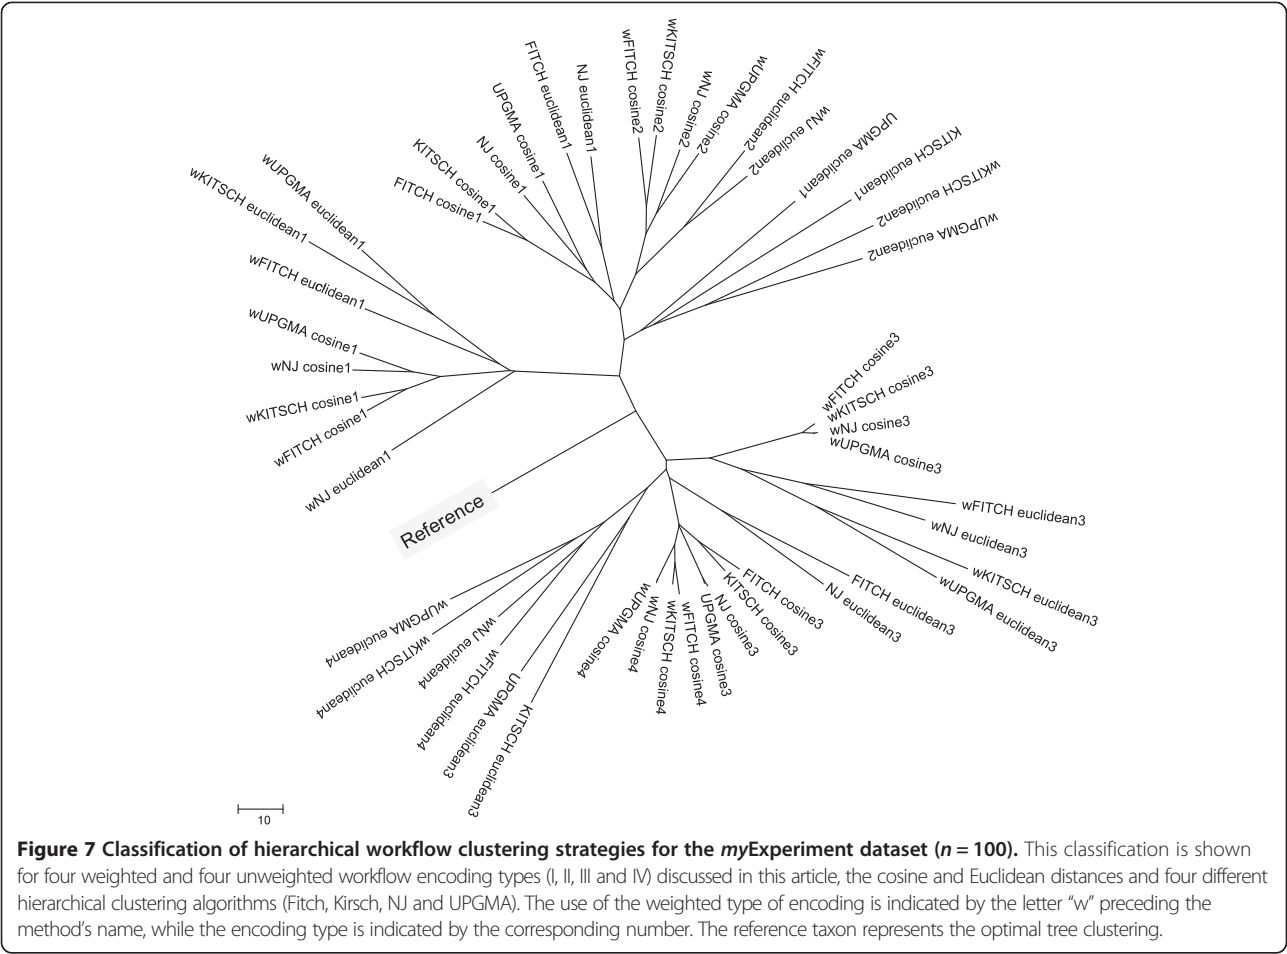 wKITSCH cosine2
wFITCH cosine2
FITCH euclidean1
NJ euclidean1
wNJ cosine2
wUPGMA cosine2
wFITCH euclidean2
UPGMA cosine1
wNJ euclidean2
UPGMA euclidean1
KITSCH euclidean1
wKITSCH euclidean2
wUPGMA euclidean2
NJ cosine1
KITSCH cosine1
FITCH cosine1
wUPGMA euclidean1
wKITSCH euclidean1
wFITCH euclidean1
wUPGMA cosine1
wNJ cosine1
wKITSCH cosine1
wFITCH cosine1
wNJ euclidean1
Reference
wFITCH cosine3
wKITSCH cosine3
wNJ cosine3
wUPGMA cosine3
wFITCH euclidean3
wNJ euclidean3
wKITSCH euclidean3
wUPGMA euclidean3
FITCH euclidean3
NJ euclidean3
FITCH cosine3
KITSCH cosine3
NJ cosine3
UPGMA cosine3
wFITCH cosine4
wKITSCH cosine4
wNJ cosine4
wUPGMA cosine4
wUPGMA euclidean4
wKITSCH euclidean4
wNJ euclidean4
wFITCH euclidean4
UPGMA euclidean3
KITSCH euclidean3
10
Figure 7 Classification of hierarchical workflow clustering strategies for the myExperiment dataset (n = 100). This classification is shown
for four weighted and four unweighted workflow encoding types (I, II, III and IV) discussed in this article, the cosine and Euclidean distances and four different
hierarchical clustering algorithms (Fitch, Kirsch, NJ and UPGMA). The use of the weighted type of encoding is indicated by the letter “w” preceding the
method’s name, while the encoding type is indicated by the corresponding number. The reference taxon represents the optimal tree clustering.